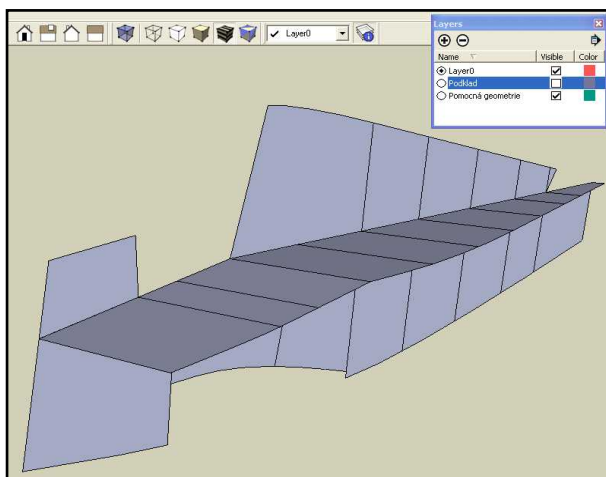 Layers
Layer0
Name Visible Color
Layer0
Podklad
Pomocná geometrie